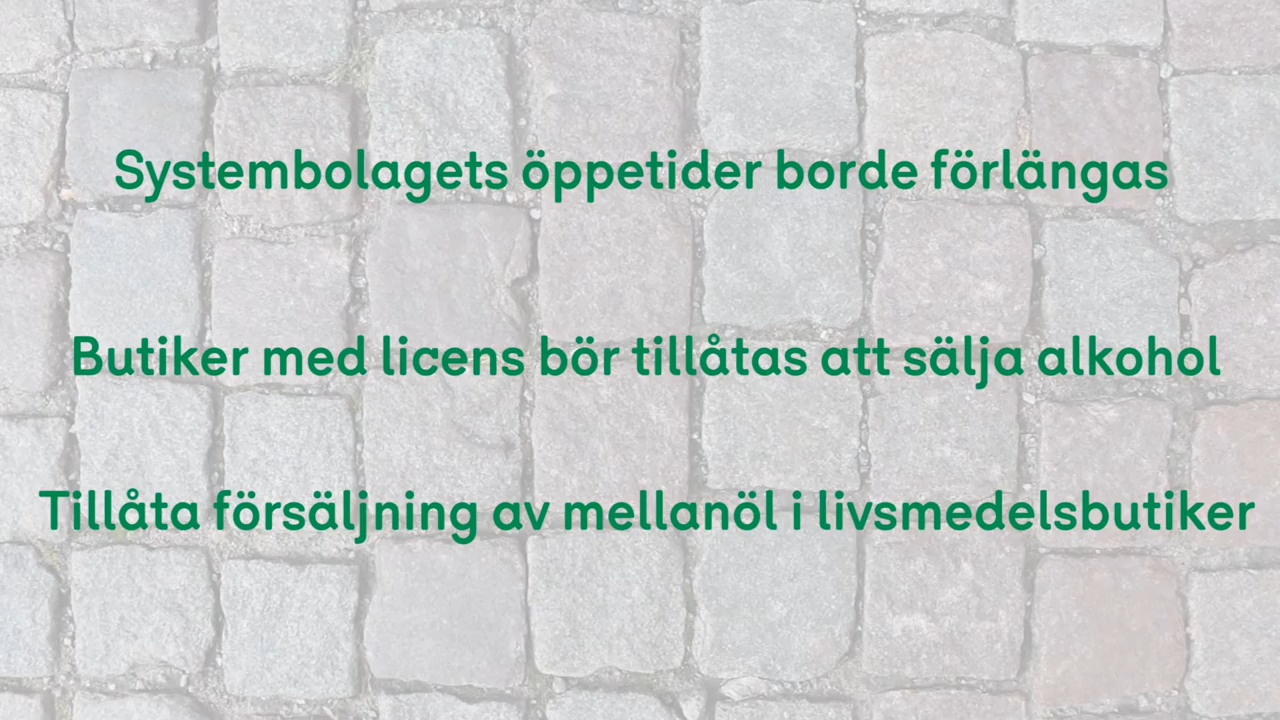 Systembolagets öppetider borde förlängas
Butiker med licens bör tillåtas att sälja alkohol
Tillåta försäljning av mellanöl i livsmedelsbutiker